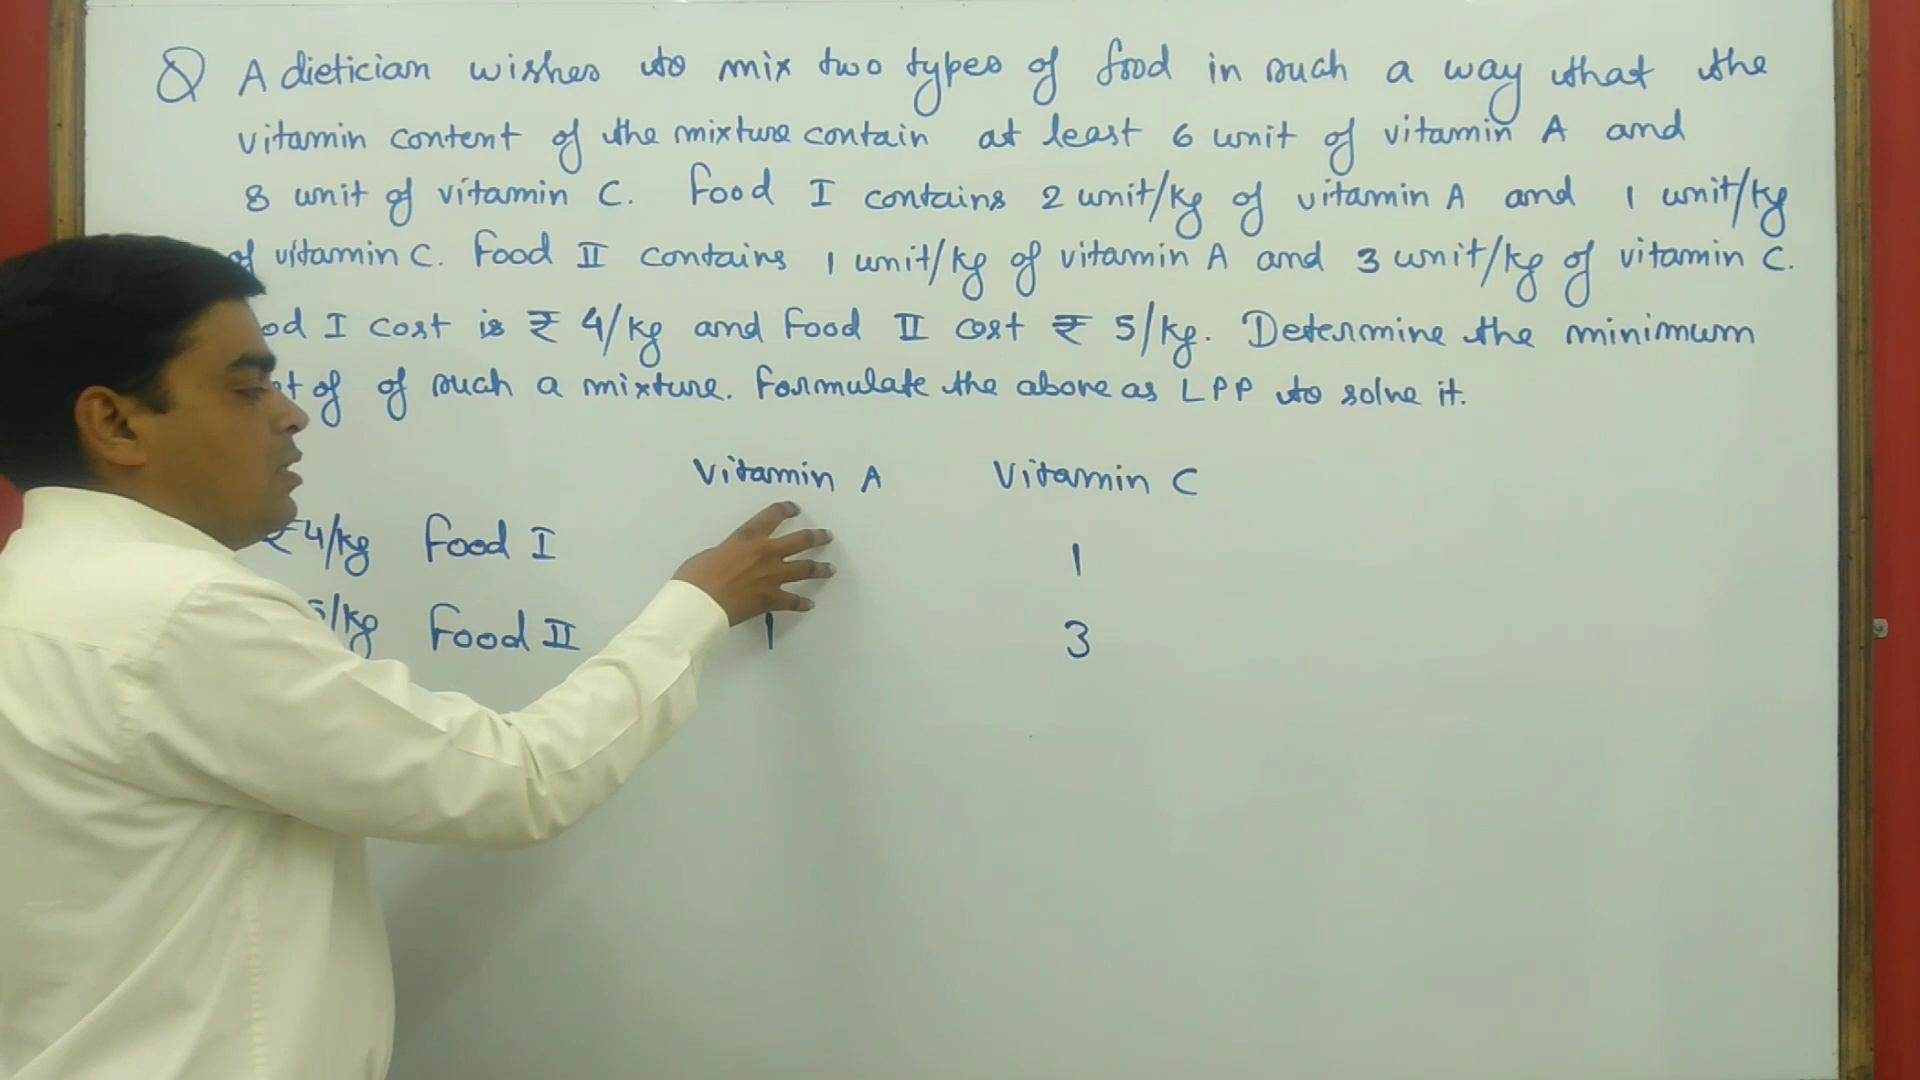 Q A dietician wishes to mix two types of food in such a way that the
vitamin content of the mixture contain at least 6 unit of vitamin A and
8 unit of vitamin C. Food I contains 2 unit/kg of vitamin A and 1 unit/kg
of vitamin C. Food II contains 1 unit/kg of vitamin A and 3 unit/kg of vitamin C.
I cost is ₹ 4/kg and Food II cost ₹ 5/kg. Determine the minimum
of of such a mixture. Formulate the above as LPP to solve it.
Vitamin A Vitamin C
₹4/kg Food I 1
5/kg Food II 1 3